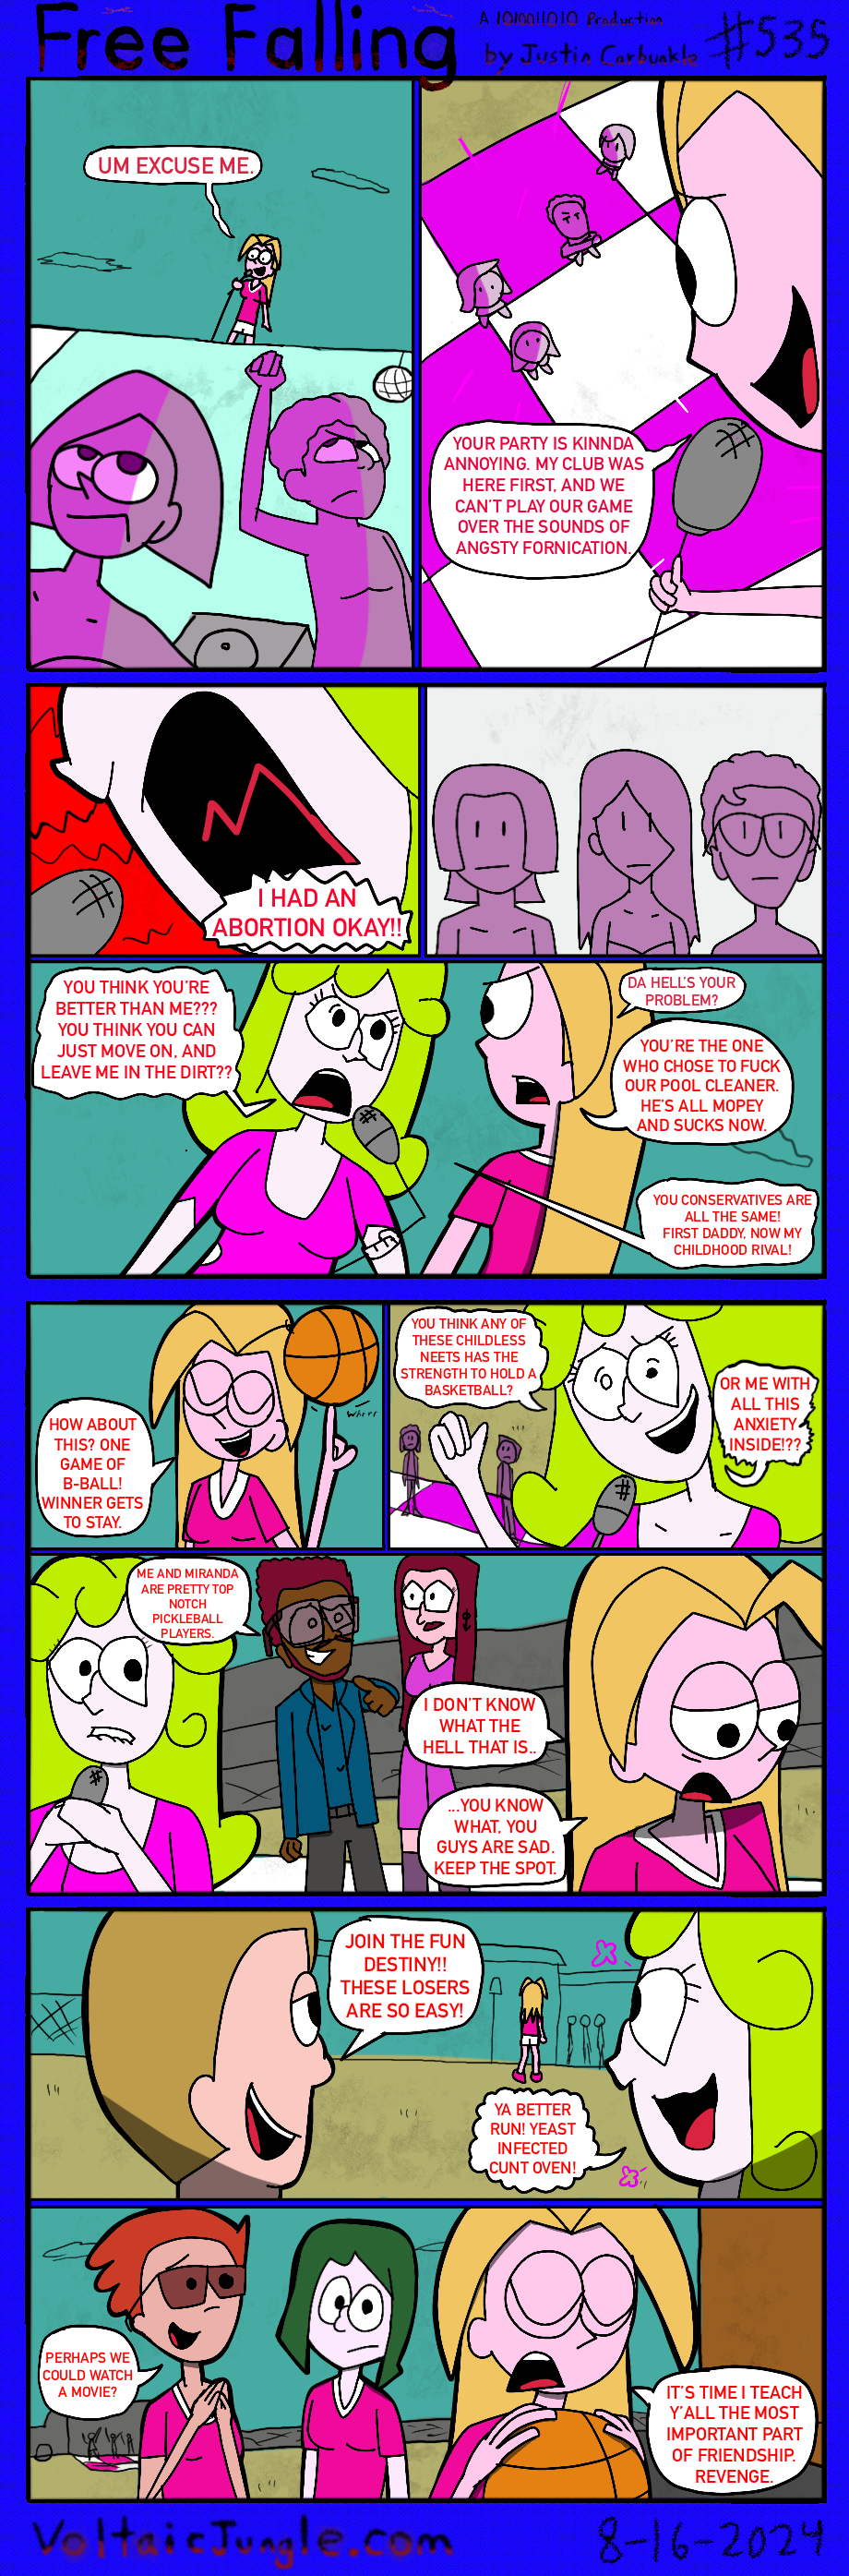 Free Falling
A 1010011010 Production
by Justin Carbunkle
#535
UM EXCUSE ME.
YOUR PARTY IS KINNDA
ANNOYING. MY CLUB WAS
HERE FIRST, AND WE
CAN'T PLAY OUR GAME
OVER THE SOUNDS OF
ANGSTY FORNICATION.
I HAD AN
ABORTION OKAY!!
YOU THINK YOU'RE
BETTER THAN ME???
YOU THINK YOU CAN
JUST MOVE ON, AND
LEAVE ME IN THE DIRT??
DA HELL'S YOUR
PROBLEM?
YOU'RE THE ONE
WHO CHOSE TO FUCK
OUR POOL CLEANER.
HE'S ALL MOPEY
AND SUCKS NOW.
YOU CONSERVATIVES ARE
ALL THE SAME!
FIRST DADDY, NOW MY
CHILDHOOD RIVAL!
HOW ABOUT
THIS? ONE
GAME OF
B-BALL!
WINNER GETS
TO STAY.
YOU THINK ANY OF
THESE CHILDLESS
NEETS HAS THE
STRENGTH TO HOLD A
BASKETBALL?
OR ME WITH
ALL THIS
ANXIETY
INSIDE!??
ME AND MIRANDA
ARE PRETTY TOP
NOTCH
PICKLEBALL
PLAYERS.
I DON'T KNOW
WHAT THE
HELL THAT IS..
...YOU KNOW
WHAT, YOU
GUYS ARE SAD.
KEEP THE SPOT.
JOIN THE FUN
DESTINY!!
THESE LOSERS
ARE SO EASY!
YA BETTER
RUN! YEAST
INFECTED
CUNT OVEN!
PERHAPS WE
COULD WATCH
A MOVIE?
IT'S TIME I TEACH
Y'ALL THE MOST
IMPORTANT PART
OF FRIENDSHIP.
REVENGE.
VoltaicJungle.com
8-16-2024